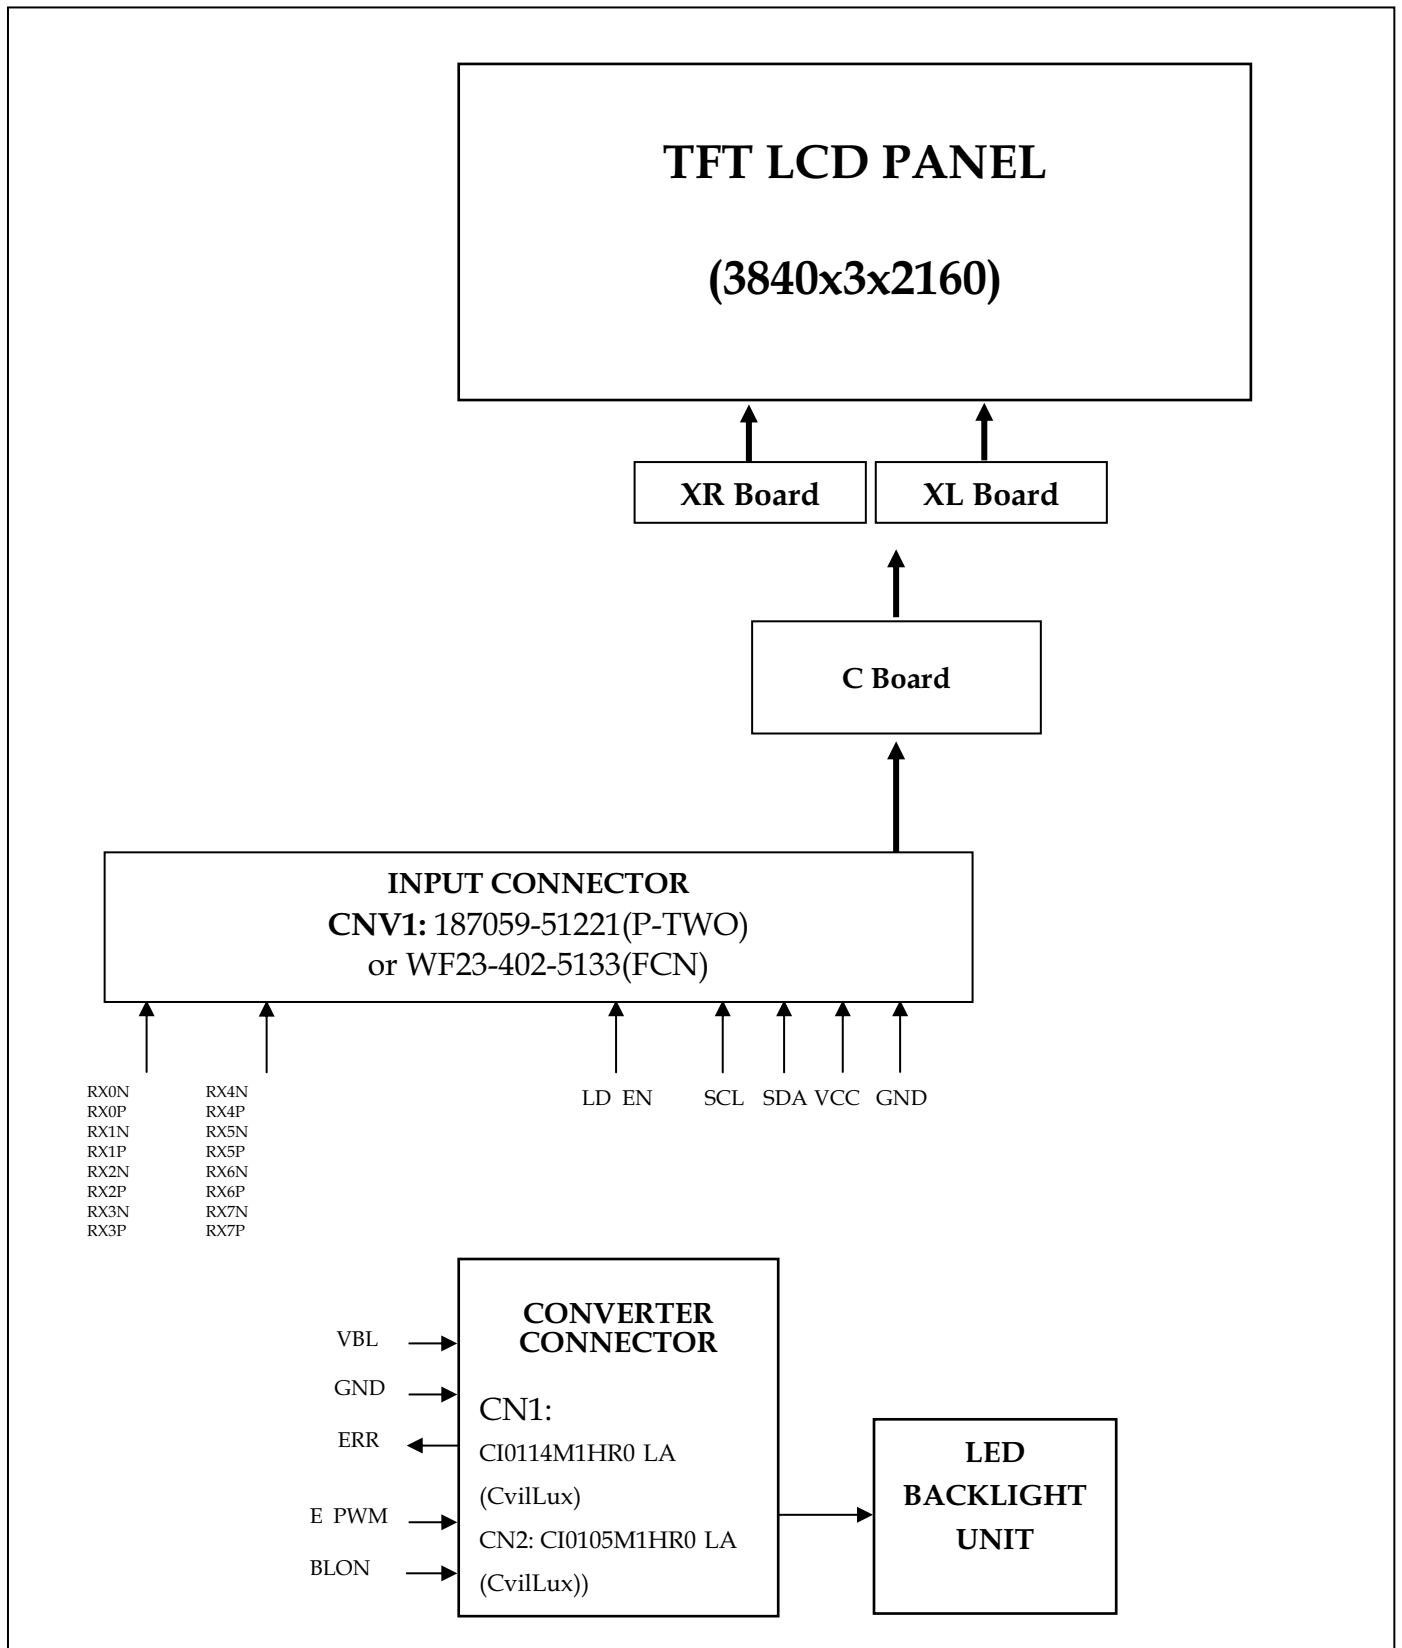 TFT LCD PANEL
(3840x3x2160)
XR Board
XL Board
C Board
INPUT CONNECTOR
CNV1: 187059-51221(P-TWO)
or WF23-402-5133(FCN)
RX0N
RX0P
RX1N
RX1P
RX2N
RX2P
RX3N
RX3P
RX4N
RX4P
RX5N
RX5P
RX6N
RX6P
RX7N
RX7P
LD EN
SCL
SDA
VCC
GND
VBL
GND
ERR
E PWM
BLON
CONVERTER
CONNECTOR
CN1:
CI0114M1HR0 LA
(CvilLux)
CN2: CI0105M1HR0 LA
(CvilLux))
LED
BACKLIGHT
UNIT